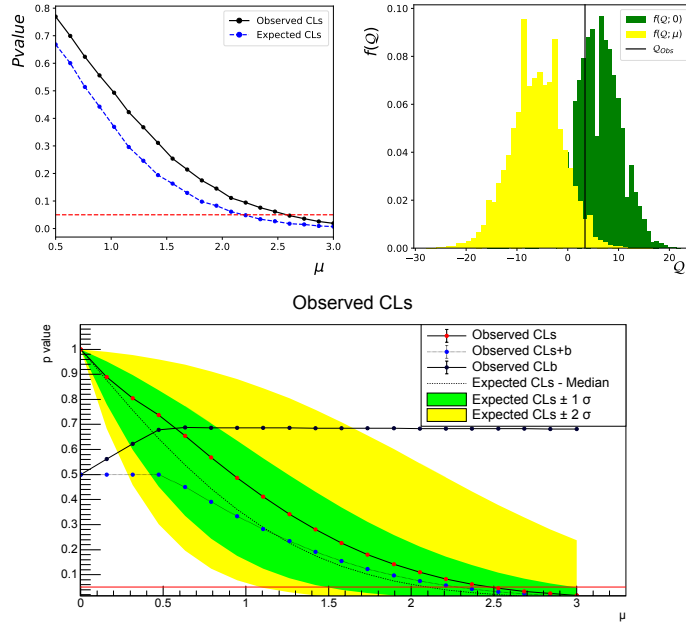 Observed CLs
Expected CLs
Pvalue
0.8
0.7
0.6
0.5
0.4
0.3
0.2
0.1
0.0
0.5
1.0
1.5
2.0
2.5
3.0
μ
f(Q; 0)
f(Q; μ)
Q_Obs
f(Q)
0.10
0.08
0.06
0.04
0.02
0.00
−30
−20
−10
0
10
20
Q
Observed CLs
p value
Observed CLs
Observed CLs+b
Observed CLb
Expected CLs - Median
Expected CLs ± 1 σ
Expected CLs ± 2 σ
1
0.9
0.8
0.7
0.6
0.5
0.4
0.3
0.2
0.1
0
0.5
1
1.5
2
2.5
3
μ